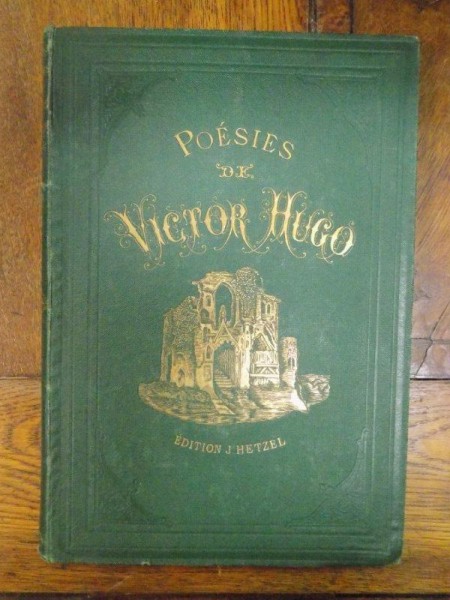 POÉSIES
DE
VICTOR HUGO
ÉDITION J. HETZEL